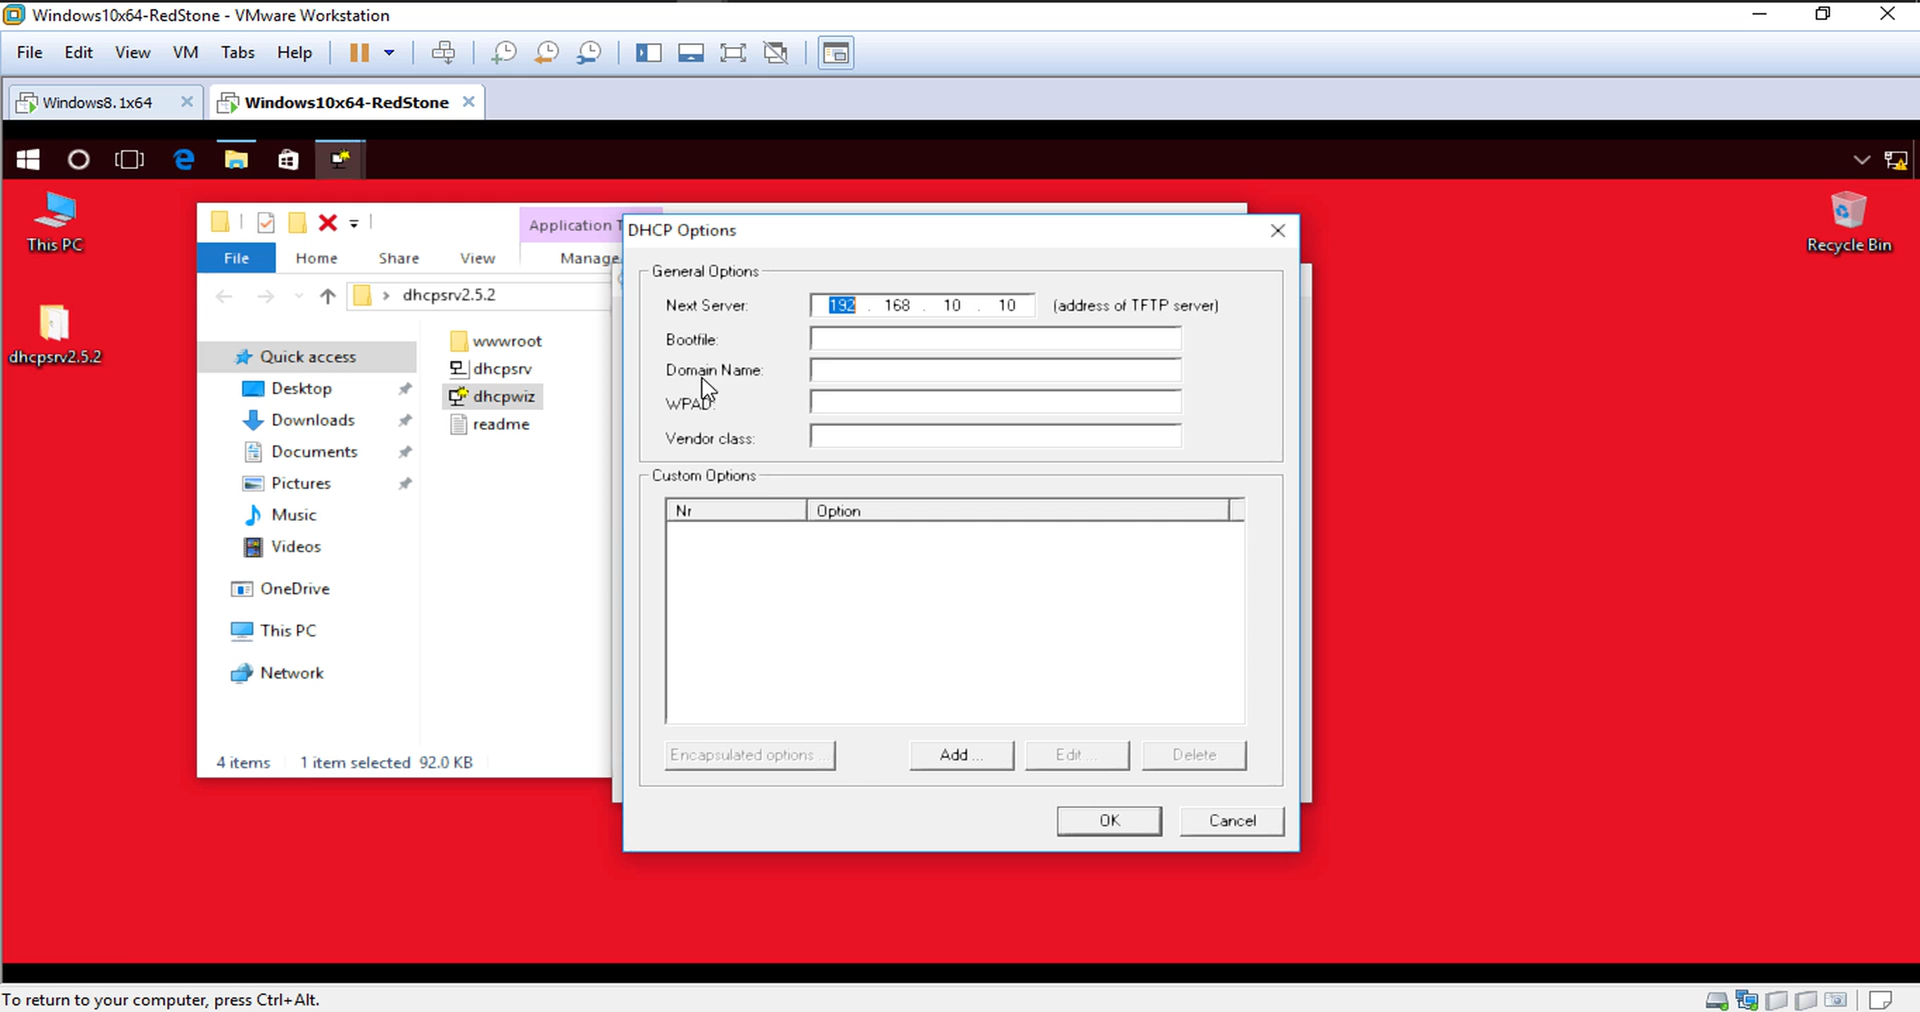 Windows10x64-RedStone - VMware Workstation
File Edit View VM Tabs Help
Windows8.1x64 Windows10x64-RedStone
This PC
dhcpsrv2.5.2
Recycle Bin
Application T
File Home Share View Manage
dhcpsrv2.5.2
Quick access
Desktop
Downloads
Documents
Pictures
Music
Videos
OneDrive
This PC
Network
wwwroot
dhcpsrv
dhcpwiz
readme
4 items 1 item selected 92.0 KB
DHCP Options
General Options
Next Server: 192 . 168 . 10 . 10 (address of TFTP server)
Bootfile:
Domain Name:
WPAD:
Vendor class:
Custom Options
Nr Option
Encapsulated options ... Add ... Edit ... Delete
OK Cancel
To return to your computer, press Ctrl+Alt.